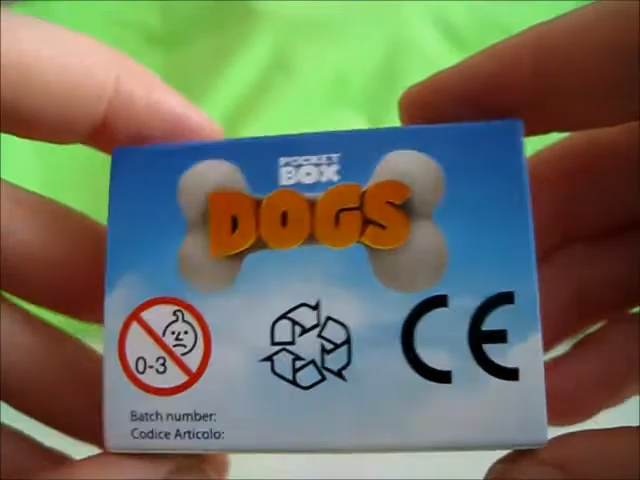 POCKET
BOX
DOGS
0-3
CE
Batch number:
Codice Articolo: